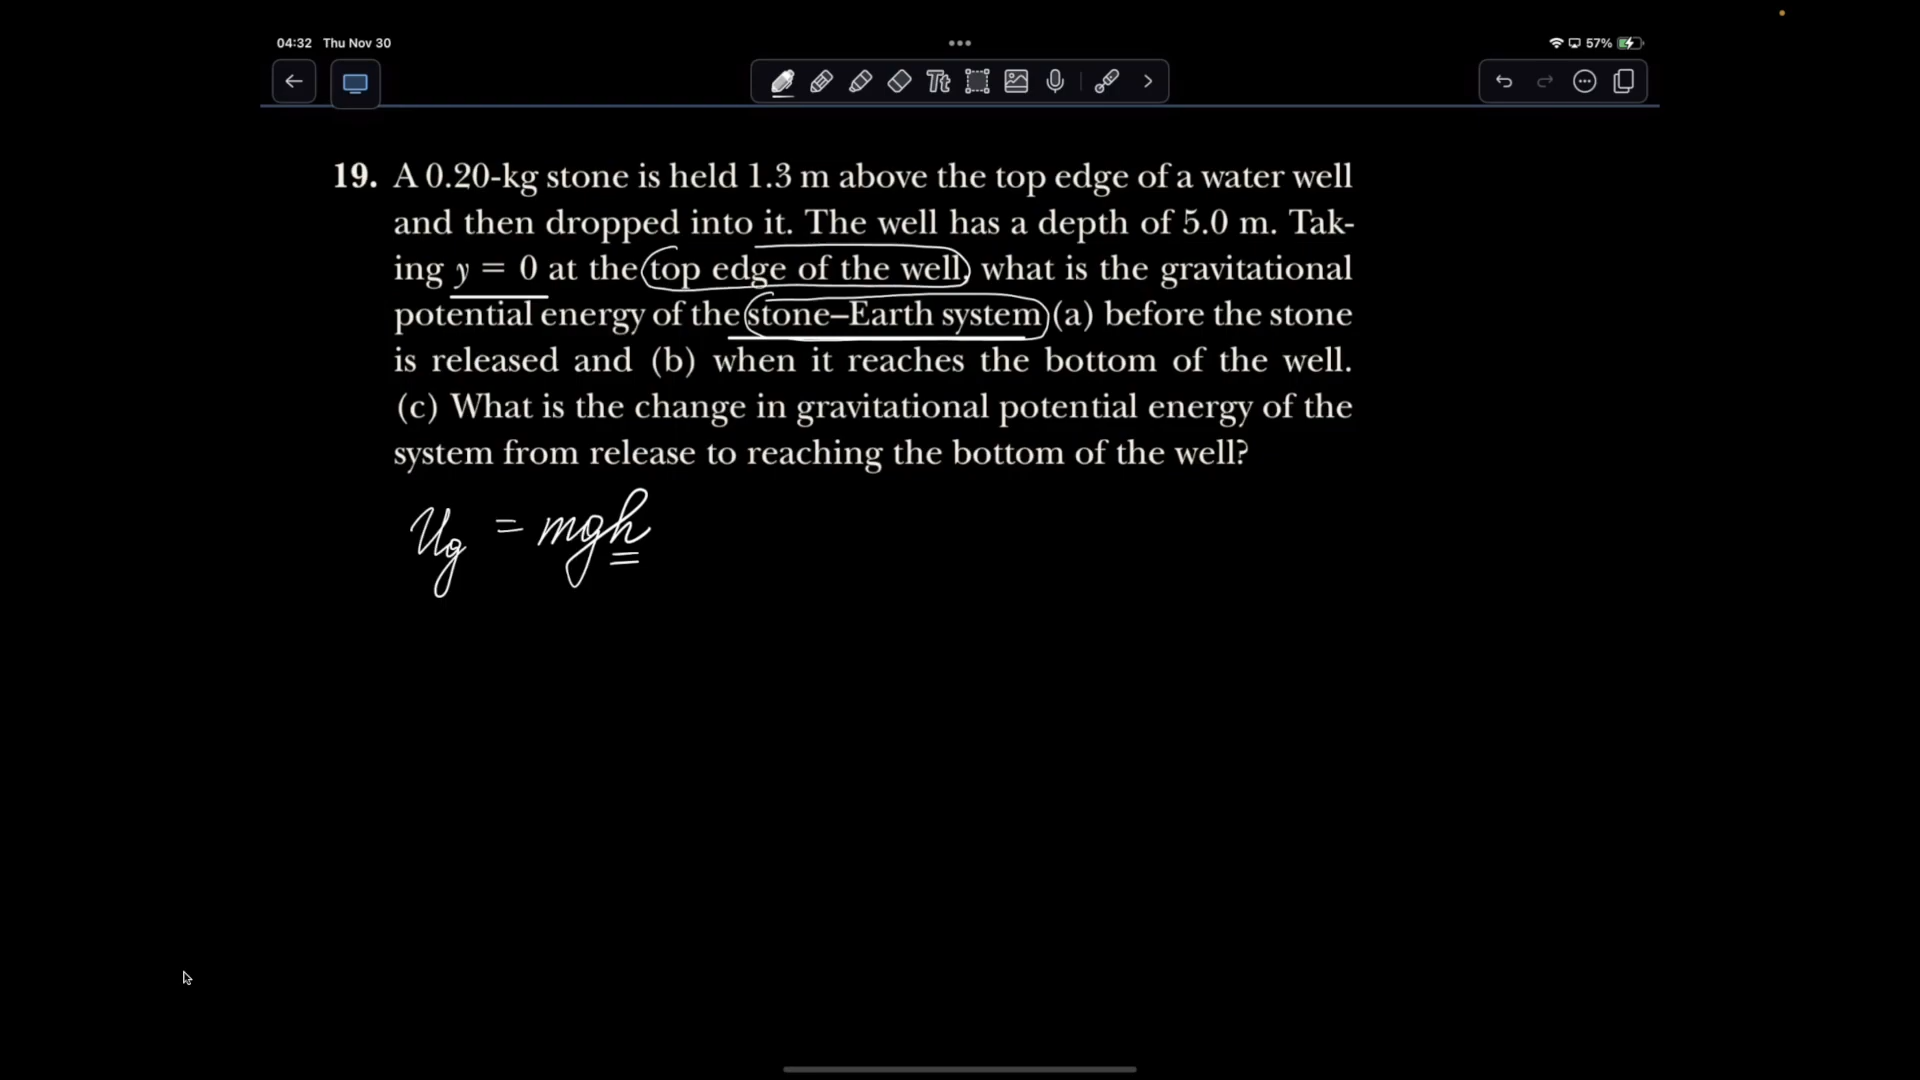 04:32 Thu Nov 30
57%
Tt
19. A 0.20-kg stone is held 1.3 m above the top edge of a water well
and then dropped into it. The well has a depth of 5.0 m. Tak-
ing y = 0 at the top edge of the well, what is the gravitational
potential energy of the stone–Earth system (a) before the stone
is released and (b) when it reaches the bottom of the well.
(c) What is the change in gravitational potential energy of the
system from release to reaching the bottom of the well?
Ug = mgh